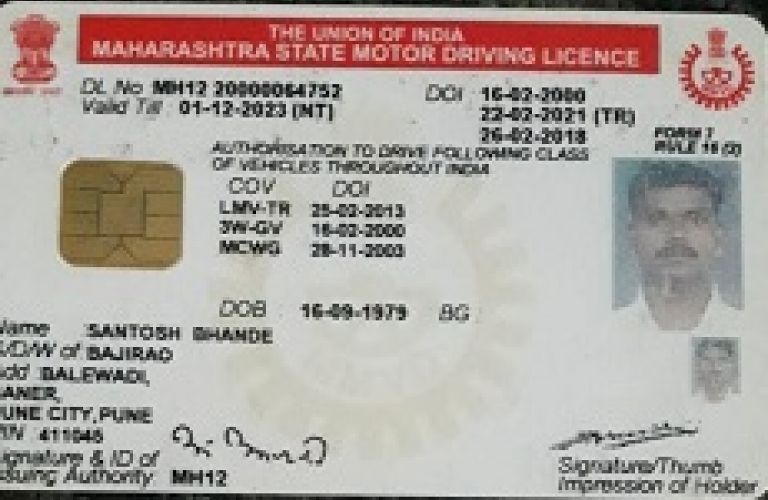 THE UNION OF INDIA
MAHARASHTRA STATE MOTOR DRIVING LICENCE
DL No MH12 20000064752 DOI : 16-02-2000
Valid Till : 01-12-2023 (NT) 22-02-2021 (TR)
26-02-2018
FORM 7
RULE 16 (2)
AUTHORISATION TO DRIVE FOLLOWING CLASS
OF VEHICLES THROUGHOUT INDIA
COV DOI
LMV-TR 25-02-2013
3W-GV 16-02-2000
MCWG 28-11-2003
DOB : 16-09-1979 BG :
Name : SANTOSH BHANDE
S/D/W of : BAJIRAO
Add : BALEWADI,
BANER,
PUNE CITY, PUNE
PIN : 411045
Signature & ID of
Issuing Authority: MH12
Signature/Thumb
Impression of Holder